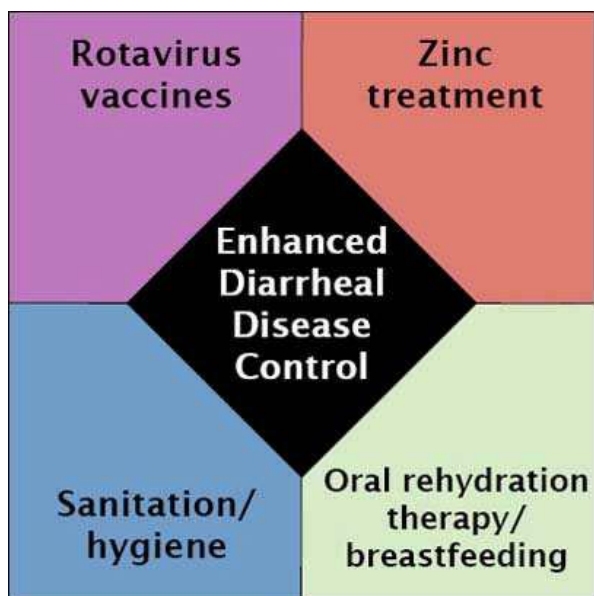 Rotavirus
vaccines
Zinc
treatment
Enhanced
Diarrheal
Disease
Control
Sanitation/
hygiene
Oral rehydration
therapy/
breastfeeding